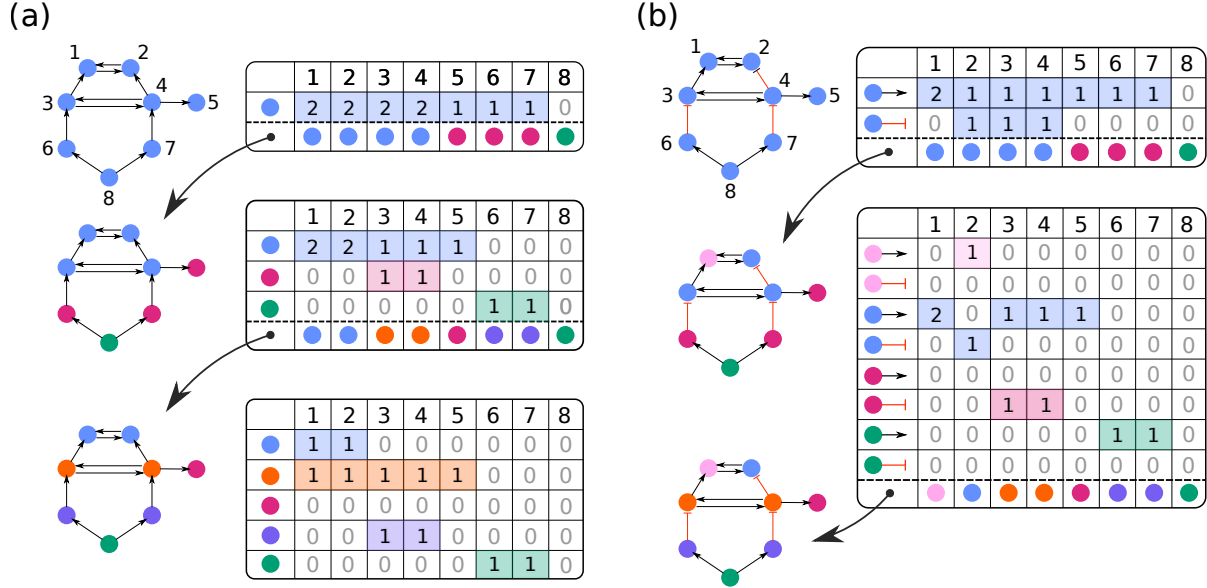 (a)
1 2
3 4 5
6 7
8
1 2 3 4 5 6 7 8
2 2 2 2 1 1 1 0
1 2 3 4 5 6 7 8
2 2 1 1 1 0 0 0
0 0 1 1 0 0 0 0
0 0 0 0 0 1 1 0
1 2 3 4 5 6 7 8
1 1 0 0 0 0 0 0
1 1 1 1 1 0 0 0
0 0 0 0 0 0 0 0
0 0 1 1 0 0 0 0
0 0 0 0 0 1 1 0
(b)
1 2
3 4 5
6 7
8
1 2 3 4 5 6 7 8
2 1 1 1 1 1 1 0
0 1 1 1 0 0 0 0
1 2 3 4 5 6 7 8
0 1 0 0 0 0 0 0
0 0 0 0 0 0 0 0
2 0 1 1 1 0 0 0
0 1 0 0 0 0 0 0
0 0 0 0 0 0 0 0
0 0 1 1 0 0 0 0
0 0 0 0 0 1 1 0
0 0 0 0 0 0 0 0